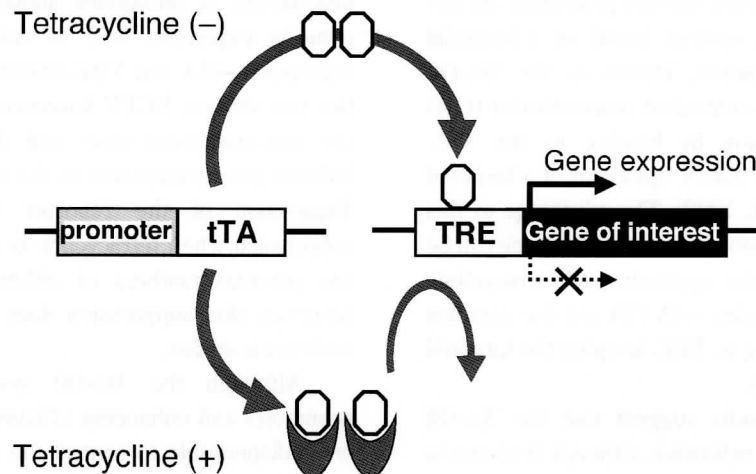 Tetracycline (−)
Gene expression
promoter
tTA
TRE
Gene of interest
Tetracycline (+)